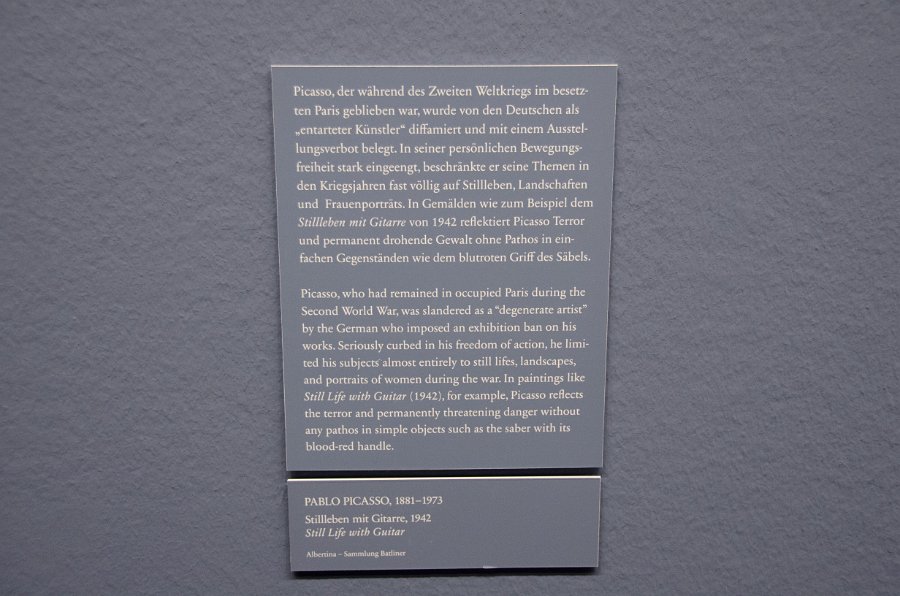 Picasso, der während des Zweiten Weltkriegs im besetz-
ten Paris geblieben war, wurde von den Deutschen als
„entarteter Künstler“ diffamiert und mit einem Ausstel-
lungsverbot belegt. In seiner persönlichen Bewegungs-
freiheit stark eingeengt, beschränkte er seine Themen in
den Kriegsjahren fast völlig auf Stillleben, Landschaften
und Frauenporträts. In Gemälden wie zum Beispiel dem
Stillleben mit Gitarre von 1942 reflektiert Picasso Terror
und permanent drohende Gewalt ohne Pathos in ein-
fachen Gegenständen wie dem blutroten Griff des Säbels.
Picasso, who had remained in occupied Paris during the
Second World War, was slandered as a “degenerate artist”
by the German who imposed an exhibition ban on his
works. Seriously curbed in his freedom of action, he limi-
ted his subjects almost entirely to still lifes, landscapes,
and portraits of women during the war. In paintings like
Still Life with Guitar (1942), for example, Picasso reflects
the terror and permanently threatening danger without
any pathos in simple objects such as the saber with its
blood-red handle.
PABLO PICASSO, 1881–1973
Stillleben mit Gitarre, 1942
Still Life with Guitar
Albertina – Sammlung Batliner